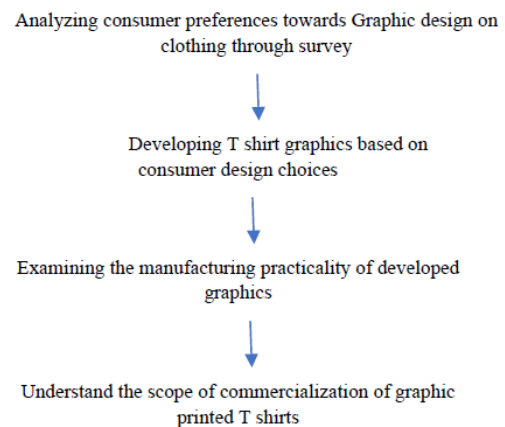 Analyzing consumer preferences towards Graphic design on
clothing through survey
Developing T shirt graphics based on
consumer design choices
Examining the manufacturing practicality of developed
graphics
Understand the scope of commercialization of graphic
printed T shirts